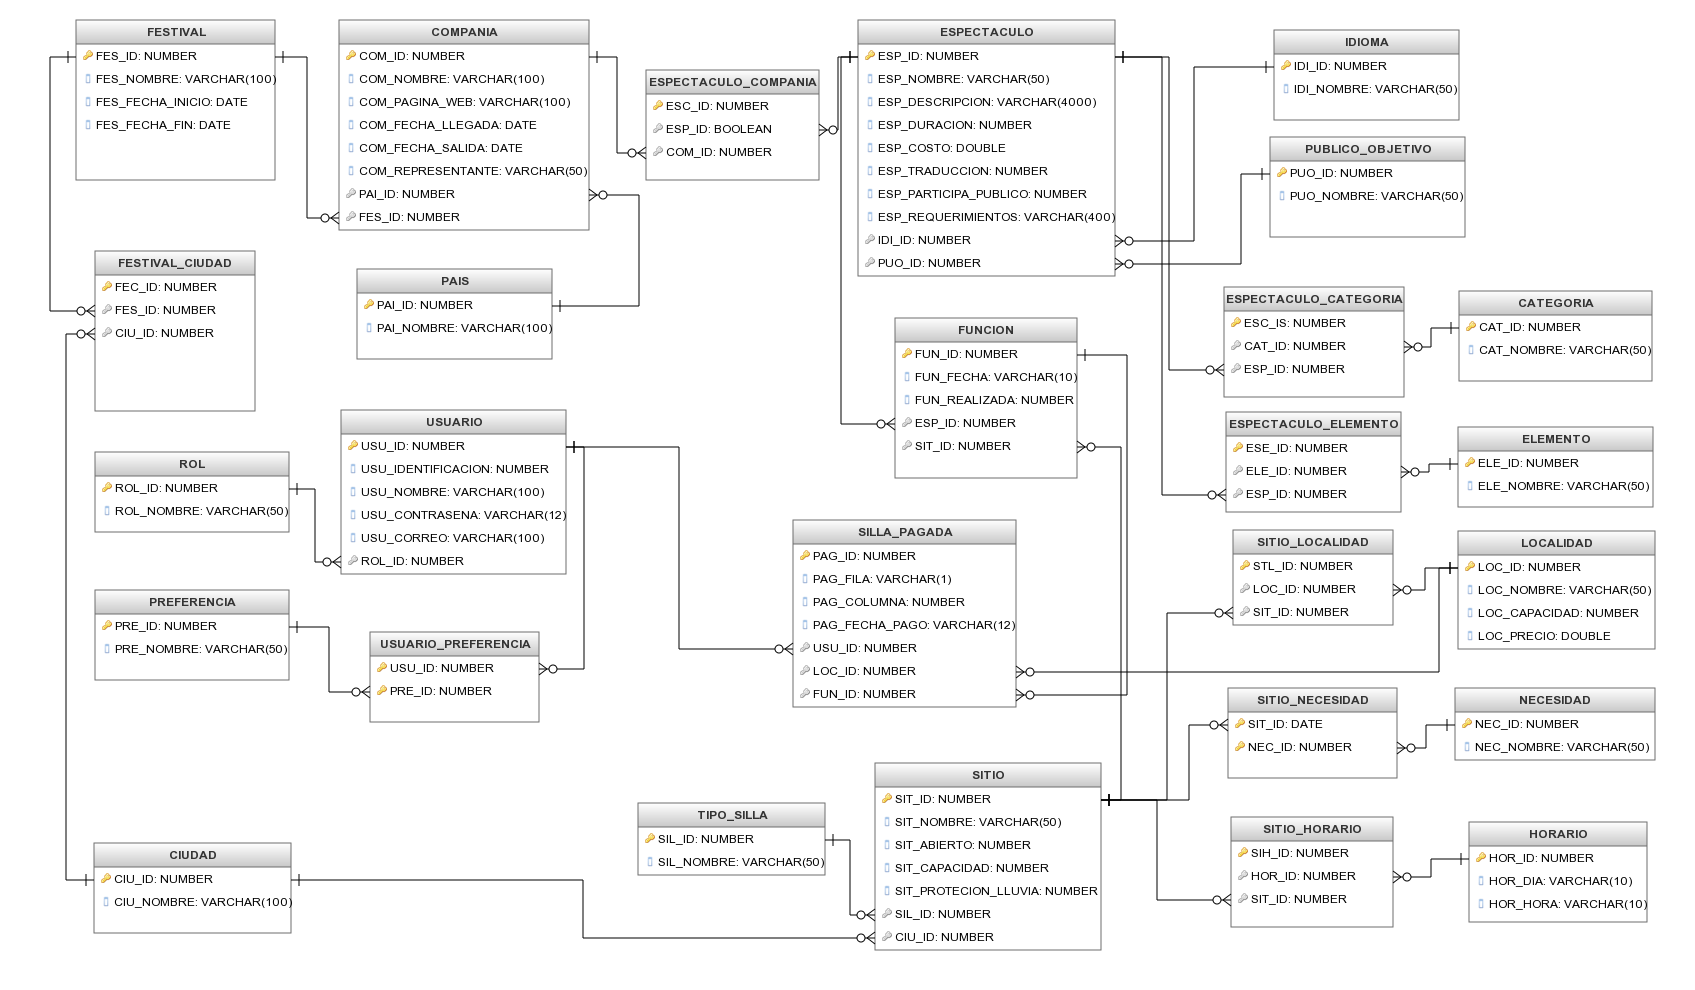 FESTIVAL
FES_ID: NUMBER
FES_NOMBRE: VARCHAR(100)
FES_FECHA_INICIO: DATE
FES_FECHA_FIN: DATE
COMPANIA
COM_ID: NUMBER
COM_NOMBRE: VARCHAR(100)
COM_PAGINA_WEB: VARCHAR(100)
COM_FECHA_LLEGADA: DATE
COM_FECHA_SALIDA: DATE
COM_REPRESENTANTE: VARCHAR(50)
PAI_ID: NUMBER
FES_ID: NUMBER
ESPECTACULO_COMPANIA
ESC_ID: NUMBER
ESP_ID: BOOLEAN
COM_ID: NUMBER
ESPECTACULO
ESP_ID: NUMBER
ESP_NOMBRE: VARCHAR(50)
ESP_DESCRIPCION: VARCHAR(4000)
ESP_DURACION: NUMBER
ESP_COSTO: DOUBLE
ESP_TRADUCCION: NUMBER
ESP_PARTICIPA_PUBLICO: NUMBER
ESP_REQUERIMIENTOS: VARCHAR(400)
IDI_ID: NUMBER
PUO_ID: NUMBER
IDIOMA
IDI_ID: NUMBER
IDI_NOMBRE: VARCHAR(50)
PUBLICO_OBJETIVO
PUO_ID: NUMBER
PUO_NOMBRE: VARCHAR(50)
FESTIVAL_CIUDAD
FEC_ID: NUMBER
FES_ID: NUMBER
CIU_ID: NUMBER
PAIS
PAI_ID: NUMBER
PAI_NOMBRE: VARCHAR(100)
FUNCION
FUN_ID: NUMBER
FUN_FECHA: VARCHAR(10)
FUN_REALIZADA: NUMBER
ESP_ID: NUMBER
SIT_ID: NUMBER
ESPECTACULO_CATEGORIA
ESC_IS: NUMBER
CAT_ID: NUMBER
ESP_ID: NUMBER
CATEGORIA
CAT_ID: NUMBER
CAT_NOMBRE: VARCHAR(50)
ROL
ROL_ID: NUMBER
ROL_NOMBRE: VARCHAR(50)
USUARIO
USU_ID: NUMBER
USU_IDENTIFICACION: NUMBER
USU_NOMBRE: VARCHAR(100)
USU_CONTRASENA: VARCHAR(12)
USU_CORREO: VARCHAR(100)
ROL_ID: NUMBER
ESPECTACULO_ELEMENTO
ESE_ID: NUMBER
ELE_ID: NUMBER
ESP_ID: NUMBER
ELEMENTO
ELE_ID: NUMBER
ELE_NOMBRE: VARCHAR(50)
PREFERENCIA
PRE_ID: NUMBER
PRE_NOMBRE: VARCHAR(50)
USUARIO_PREFERENCIA
USU_ID: NUMBER
PRE_ID: NUMBER
SILLA_PAGADA
PAG_ID: NUMBER
PAG_FILA: VARCHAR(1)
PAG_COLUMNA: NUMBER
PAG_FECHA_PAGO: VARCHAR(12)
USU_ID: NUMBER
LOC_ID: NUMBER
FUN_ID: NUMBER
SITIO_LOCALIDAD
STL_ID: NUMBER
LOC_ID: NUMBER
SIT_ID: NUMBER
LOCALIDAD
LOC_ID: NUMBER
LOC_NOMBRE: VARCHAR(50)
LOC_CAPACIDAD: NUMBER
LOC_PRECIO: DOUBLE
SITIO_NECESIDAD
SIT_ID: DATE
NEC_ID: NUMBER
NECESIDAD
NEC_ID: NUMBER
NEC_NOMBRE: VARCHAR(50)
CIUDAD
CIU_ID: NUMBER
CIU_NOMBRE: VARCHAR(100)
TIPO_SILLA
SIL_ID: NUMBER
SIL_NOMBRE: VARCHAR(50)
SITIO
SIT_ID: NUMBER
SIT_NOMBRE: VARCHAR(50)
SIT_ABIERTO: NUMBER
SIT_CAPACIDAD: NUMBER
SIT_PROTECION_LLUVIA: NUMBER
SIL_ID: NUMBER
CIU_ID: NUMBER
SITIO_HORARIO
SIH_ID: NUMBER
HOR_ID: NUMBER
SIT_ID: NUMBER
HORARIO
HOR_ID: NUMBER
HOR_DIA: VARCHAR(10)
HOR_HORA: VARCHAR(10)